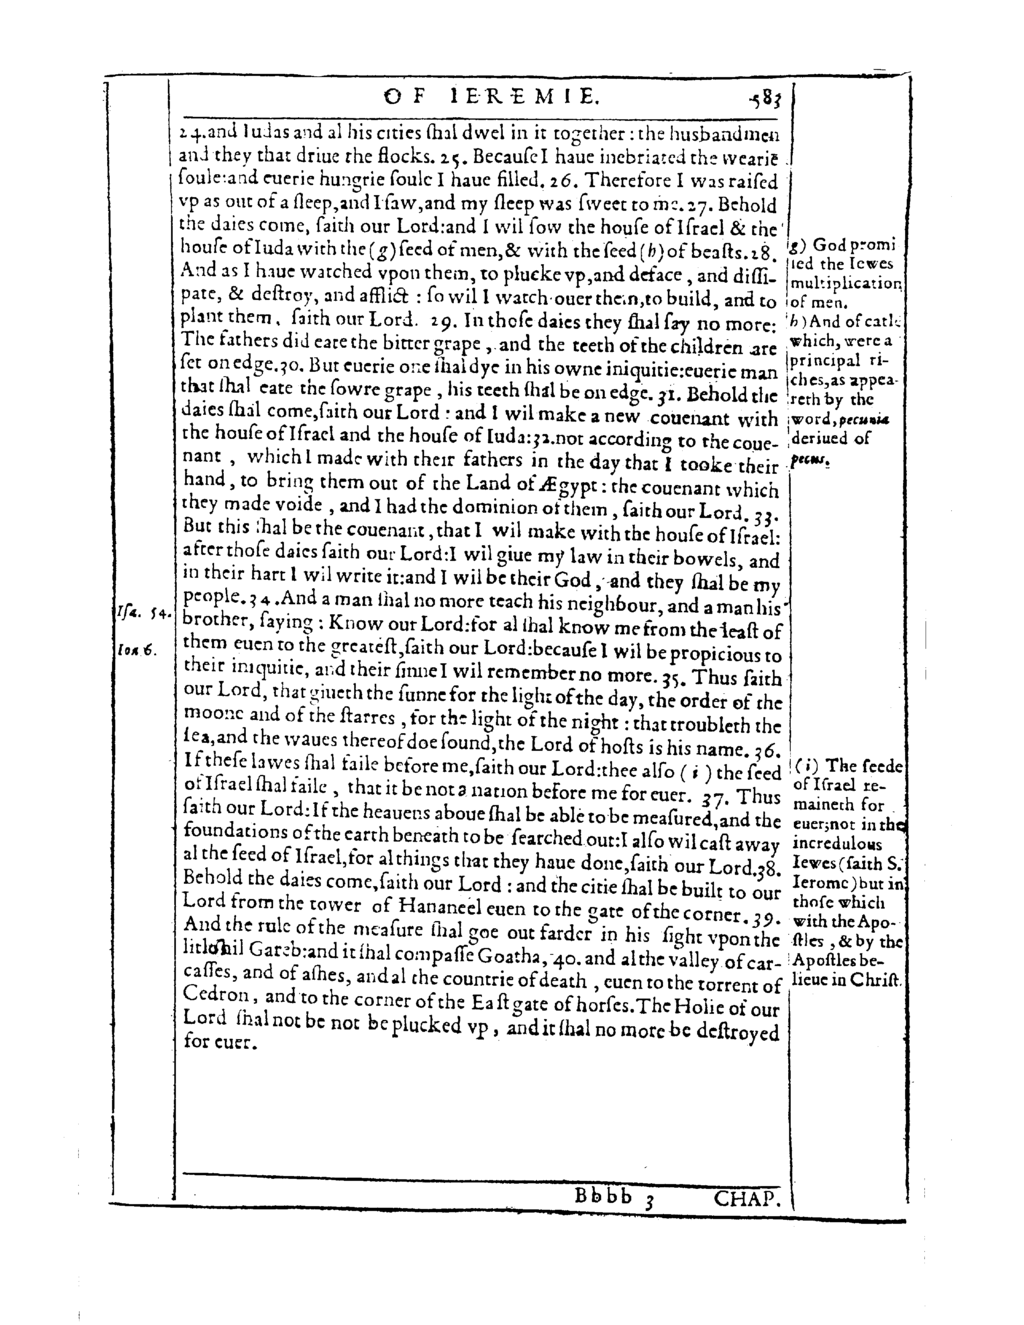 OF IEREMIE. 583
24.and Iudas and al his cities ſhal dwel in it together : the husbandmen
and they that driue the flocks. 25. Becauſe I haue inebriated the wearie
ſoule:and euerie hungrie ſoule I haue filled. 26. Therefore I was raiſed
vp as out of a ſleep,and I ſaw,and my ſleep was ſweet to me. 27. Behold
the daies come, ſaith our Lord:and I wil ſow the houſe of Iſrael & the
houſe of Iuda with the (g) ſeed of men,& with the ſeed (h) of beaſts.28.
And as I haue watched vpon them, to plucke vp,and deface , and diſſi-
pate, & deſtroy, and afflict : ſo wil I watch ouer them,to build, and to
plant them, ſaith our Lord. 29. In thoſe daies they ſhal ſay no more:
The fathers did eate the bitter grape , and the teeth of the children are
ſet on edge.30. But euerie one ſhal dye in his owne iniquitie:euerie man
that ſhal eate the ſowre grape , his teeth ſhal be on edge. 31. Behold the
daies ſhal come,ſaith our Lord : and I wil make a new couenant with
the houſe of Iſrael and the houſe of Iuda:32.not according to the coue-
nant , which I made with their fathers in the day that I tooke their
hand , to bring them out of the Land of Ægypt : the couenant which
they made voide , and I had the dominion of them , ſaith our Lord. 33.
But this ſhal be the couenant , that I wil make with the houſe of Iſrael:
after thoſe daies ſaith our Lord:I wil giue my law in their bowels, and
in their hart I wil write it:and I wil be their God , and they ſhal be my
people.34.And a man ſhal no more teach his neighbour, and a man his
brother, ſaying : Know our Lord:for al ſhal know me from the leaſt of
them euen to the greateſt,ſaith our Lord:becauſe I wil be propicious to
their iniquitie, and their ſinne I wil remember no more. 35. Thus ſaith
our Lord, that giueth the ſunne for the light of the day, the order of the
moone and of the ſtarres , for the light of the night : that troubleth the
ſea,and the vvaues thereof doe ſound,the Lord of hoſts is his name. 36.
If theſe lawes ſhal faile before me,ſaith our Lord:thee alſo ( i ) the ſeed
of Iſrael ſhal faile , that it be not a nation before me for euer. 37. Thus
ſaith our Lord:If the heauens aboue ſhal be able to be meaſured,and the
foundations of the earth beneath to be ſearched out:I alſo wil caſt away
al the ſeed of Iſrael,for al things that they haue done,ſaith our Lord.38.
Behold the daies come,ſaith our Lord : and the citie ſhal be built to our
Lord from the tower of Hananeel euen to the gate of the corner. 39.
And the rule of the meaſure ſhal goe out farder in his ſight vpon the
litle hil Gareb:and it ſhal compaſſe Goatha, 40. and al the valley of car-
caſſes, and of aſhes, and al the countrie of death , euen to the torrent of
Cedron , and to the corner of the Eaſt gate of horſes.The Holie of our
Lord ſhal not be not be plucked vp , and it ſhal no more be deſtroyed
for euer.
g) God promi
ſed the Iewes
multiplication
of men.
h) And of catle
which, were a
principal ri-
ches,as appea-
reth by the
word,pecunia
deriued of
pecus.
Iſa. 54.
Ioa 6.
(i) The ſeede
of Iſrael re-
maineth for
euer;not in the
incredulous
Iewes (ſaith S.
Ierome) but in
thoſe which
with the Apo-
ſtles , & by the
Apoſtles be-
lieue in Chriſt.
Bbbb 3 CHAP.